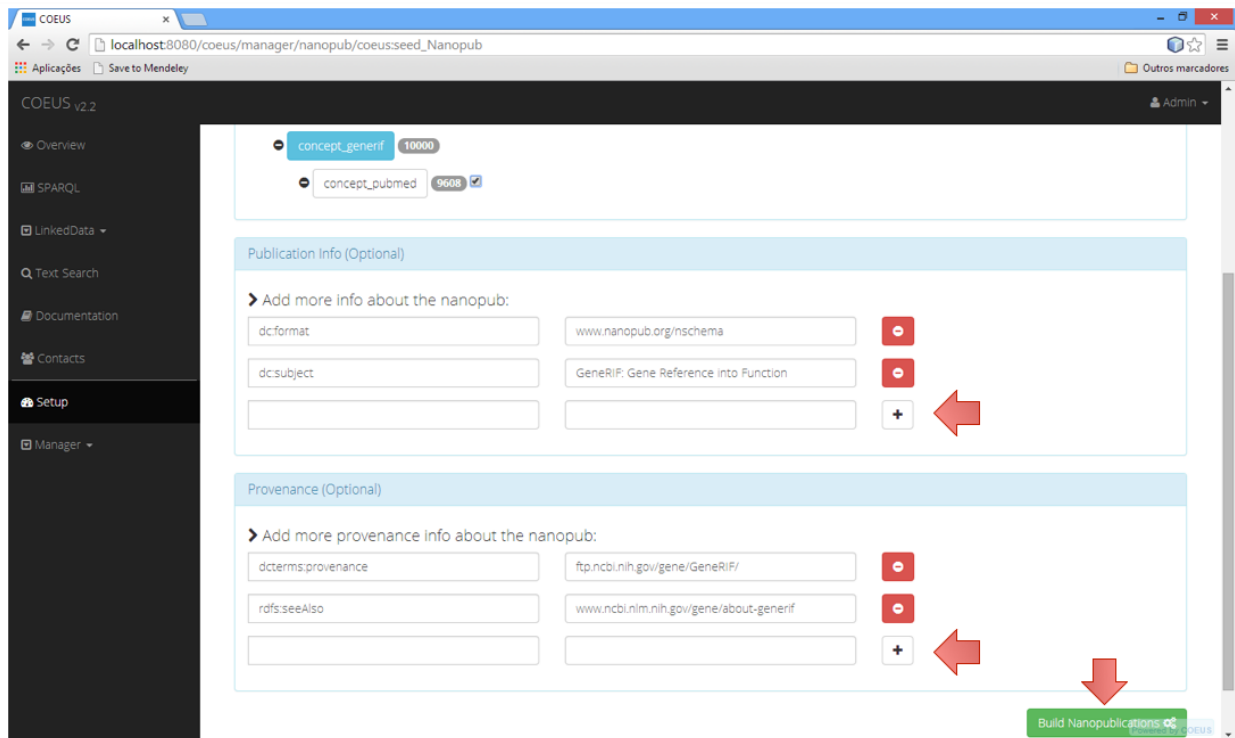 COEUS
localhost:8080/coeus/manager/nanopub/coeus:seed_Nanopub
Aplicações Save to Mendeley Outros marcadores
COEUS v2.2 Admin
Overview
SPARQL
LinkedData
Text Search
Documentation
Contacts
Setup
Manager
concept_generif 10000
concept_pubmed 9608
Publication Info (Optional)
Add more info about the nanopub:
dc:format www.nanopub.org/nschema
dc:subject GeneRIF: Gene Reference into Function
Provenance (Optional)
Add more provenance info about the nanopub:
dcterms:provenance ftp.ncbi.nih.gov/gene/GeneRIF/
rdfs:seeAlso www.ncbi.nlm.nih.gov/gene/about-generif
Build Nanopublications
Powered by COEUS